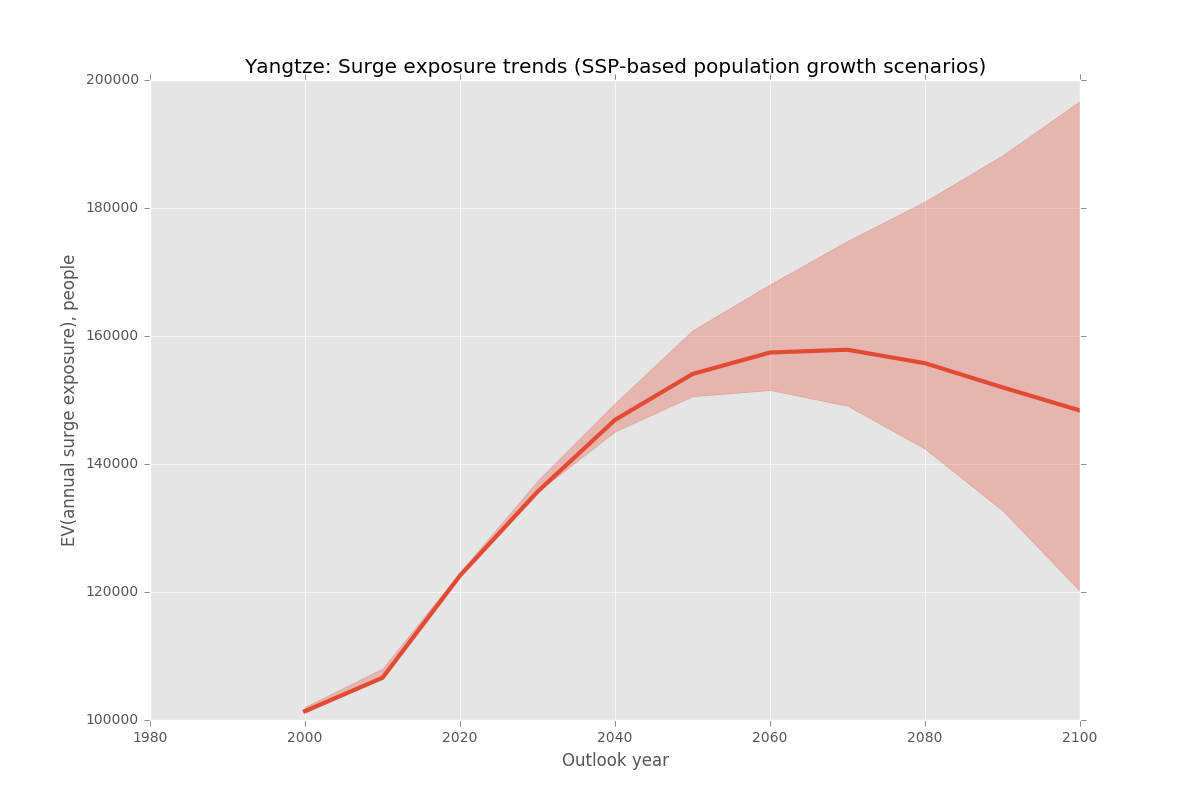 Yangtze: Surge exposure trends (SSP-based population growth scenarios)
200000
180000
160000
140000
120000
100000
EV(annual surge exposure), people
1980 2000 2020 2040 2060 2080 2100
Outlook year